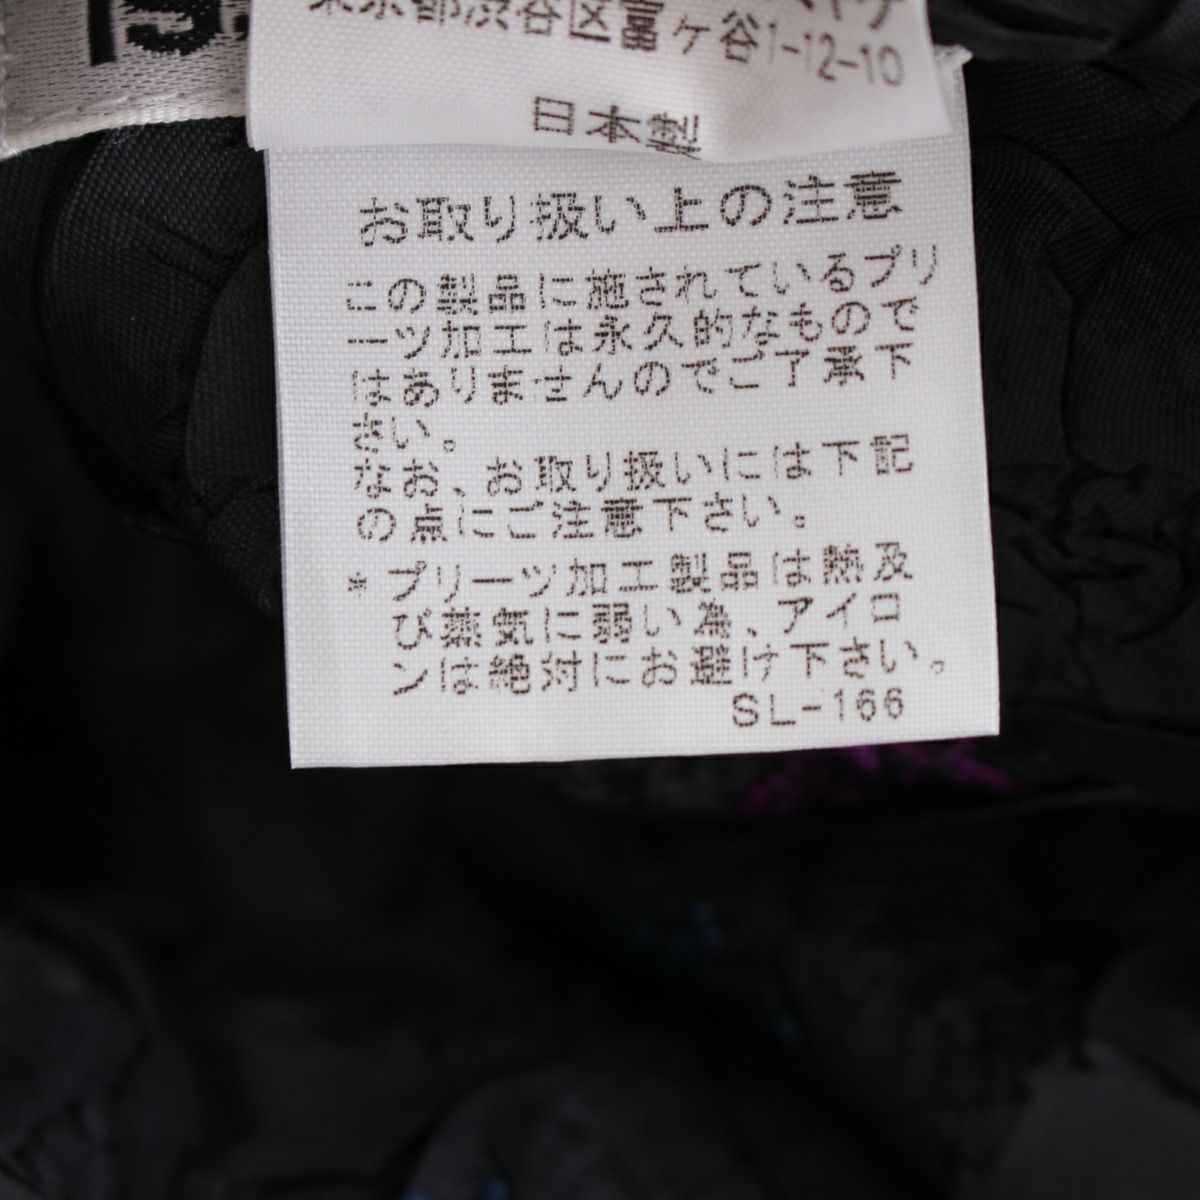 東京都渋谷区富ヶ谷1-12-10
日本製
お取り扱い上の注意
この製品に施されているプリ
ーツ加工は永久的なもので
はありませんのでご了承下
さい。
なお、お取り扱いには下記
の点にご注意下さい。
＊プリーツ加工製品は熱及
び蒸気に弱い為、アイロ
ンは絶対にお避け下さい。
SL-166